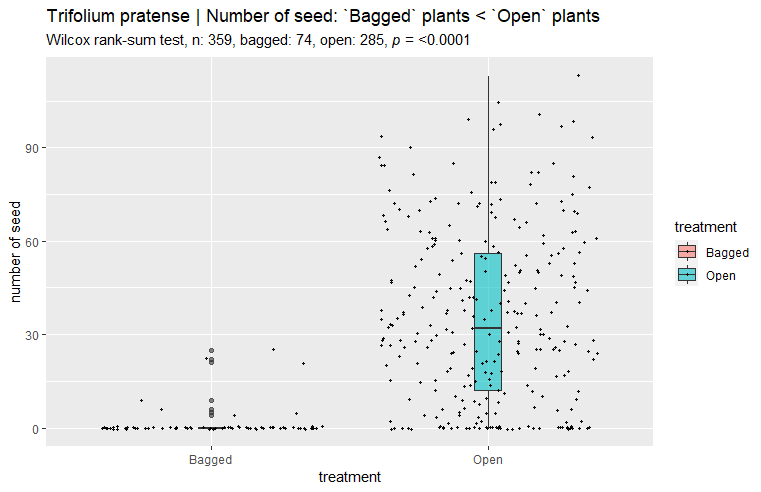 Trifolium pratense | Number of seed: `Bagged` plants < `Open` plants
Wilcox rank-sum test, n: 359, bagged: 74, open: 285, p = <0.0001
number of seed
90
60
30
0
Bagged
Open
treatment
treatment
Bagged
Open